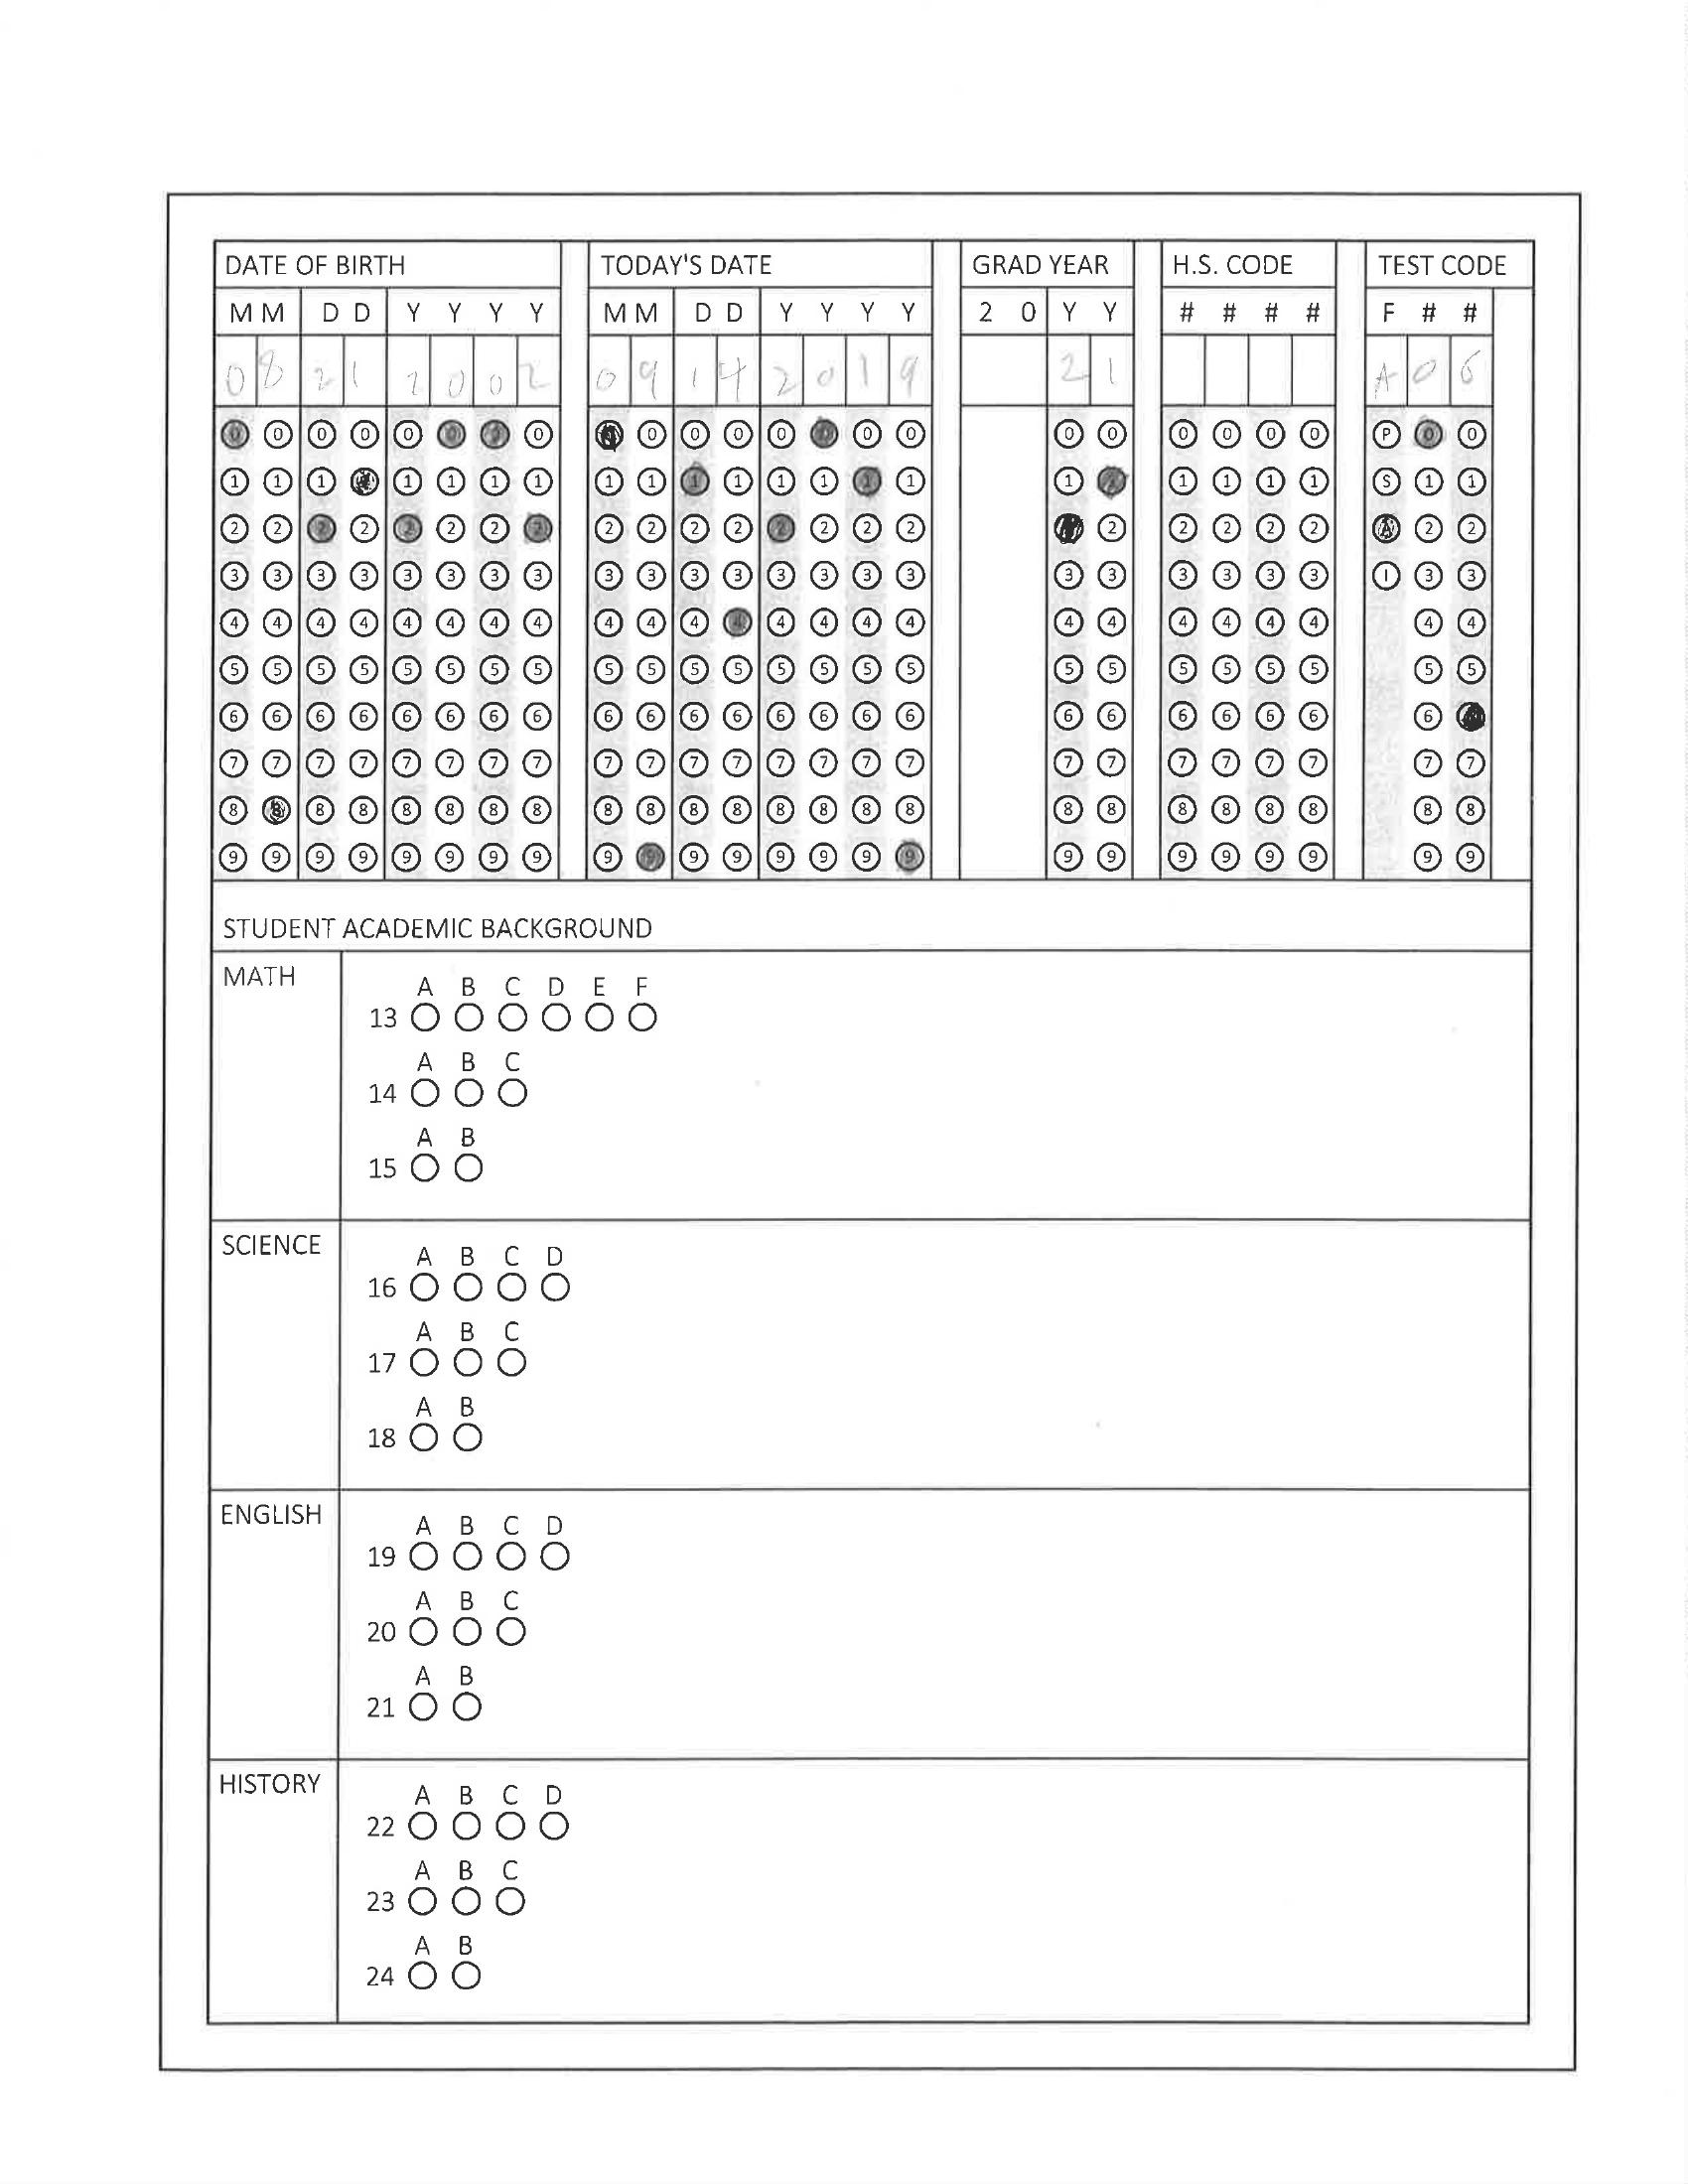 DATE OF BIRTH TODAY'S DATE GRAD YEAR H.S. CODE TEST CODE
M M D D Y Y Y Y M M D D Y Y Y Y 2 0 Y Y # # # # F # #
0 8 2 1 2 0 0 2 0 9 1 4 2 0 1 9 2 1 A 0 6
0 0 0 0 0 0 0 0 0 0 0 0 0 0 0 0 0 0 0 P 0 0
1 1 1 1 1 1 1 1 1 1 1 1 1 1 1 1 1 1 1 1 1 S 1 1
2 2 2 2 2 2 2 2 2 2 2 2 2 2 2 2 2 2 2 2 2 A 2 2
3 3 3 3 3 3 3 3 3 3 3 3 3 3 3 3 3 3 3 3 3 3 I 3 3
4 4 4 4 4 4 4 4 4 4 4 4 4 4 4 4 4 4 4 4 4 4 4 4
5 5 5 5 5 5 5 5 5 5 5 5 5 5 5 5 5 5 5 5 5 5 5 5
6 6 6 6 6 6 6 6 6 6 6 6 6 6 6 6 6 6 6 6 6 6 6
7 7 7 7 7 7 7 7 7 7 7 7 7 7 7 7 7 7 7 7 7 7 7 7
8 8 8 8 8 8 8 8 8 8 8 8 8 8 8 8 8 8 8 8 8 8 8 8
9 9 9 9 9 9 9 9 9 9 9 9 9 9 9 9 9 9 9 9 9 9 9 9
STUDENT ACADEMIC BACKGROUND
MATH
A B C D E F
13
A B C
14
A B
15
SCIENCE
A B C D
16
A B C
17
A B
18
ENGLISH
A B C D
19
A B C
20
A B
21
HISTORY
A B C D
22
A B C
23
A B
24